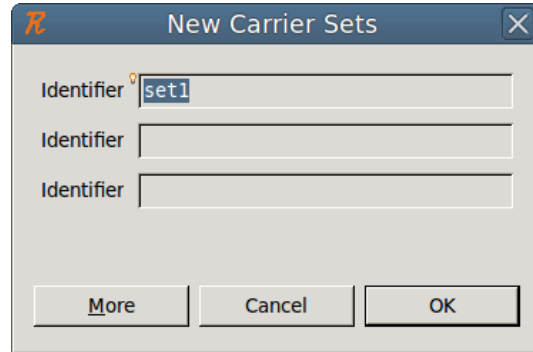 New Carrier Sets
Identifier set1
Identifier
Identifier
More Cancel OK